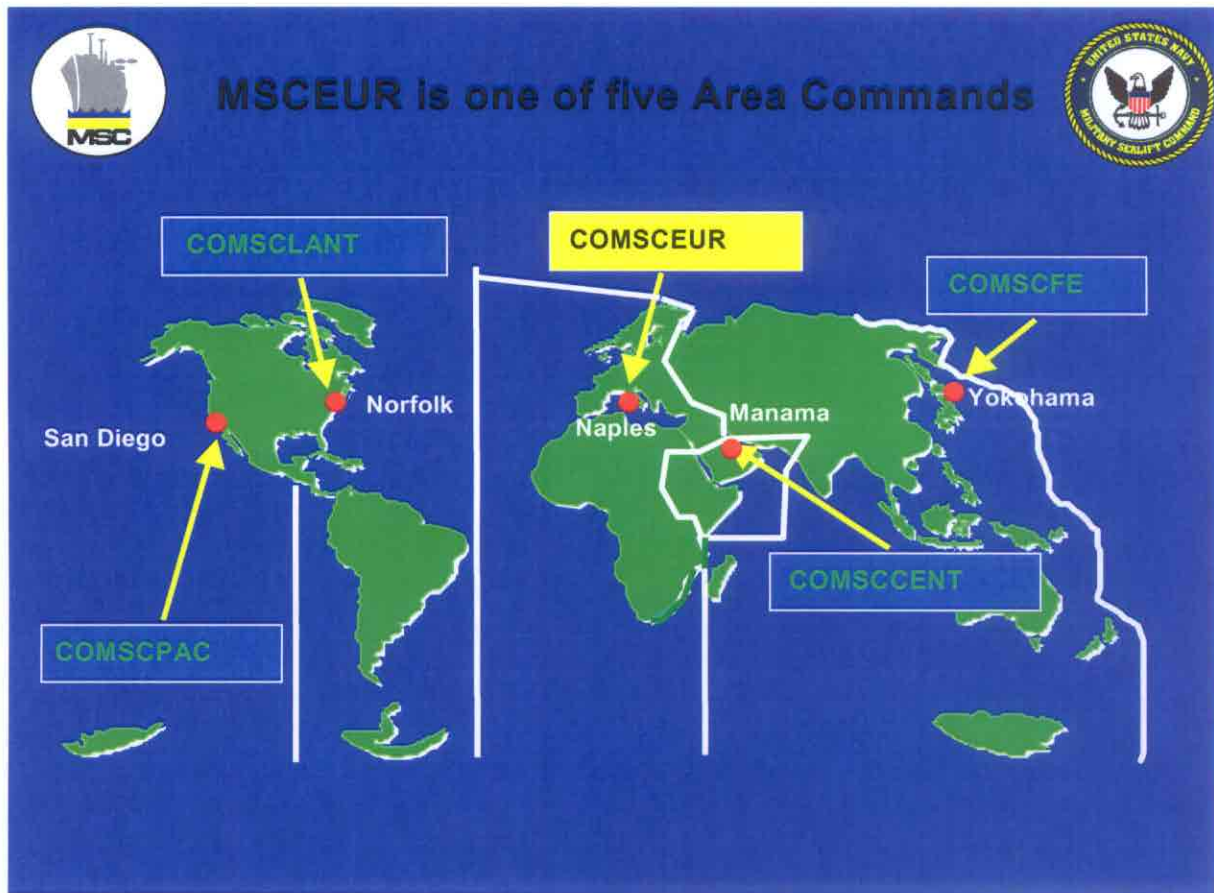 MSC
MSCEUR is one of five Area Commands
UNITED STATES NAVY
MILITARY SEALIFT COMMAND
COMSCLANT
COMSCEUR
COMSCFE
Norfolk
Yokohama
San Diego
Naples
Manama
COMSCCENT
COMSCPAC